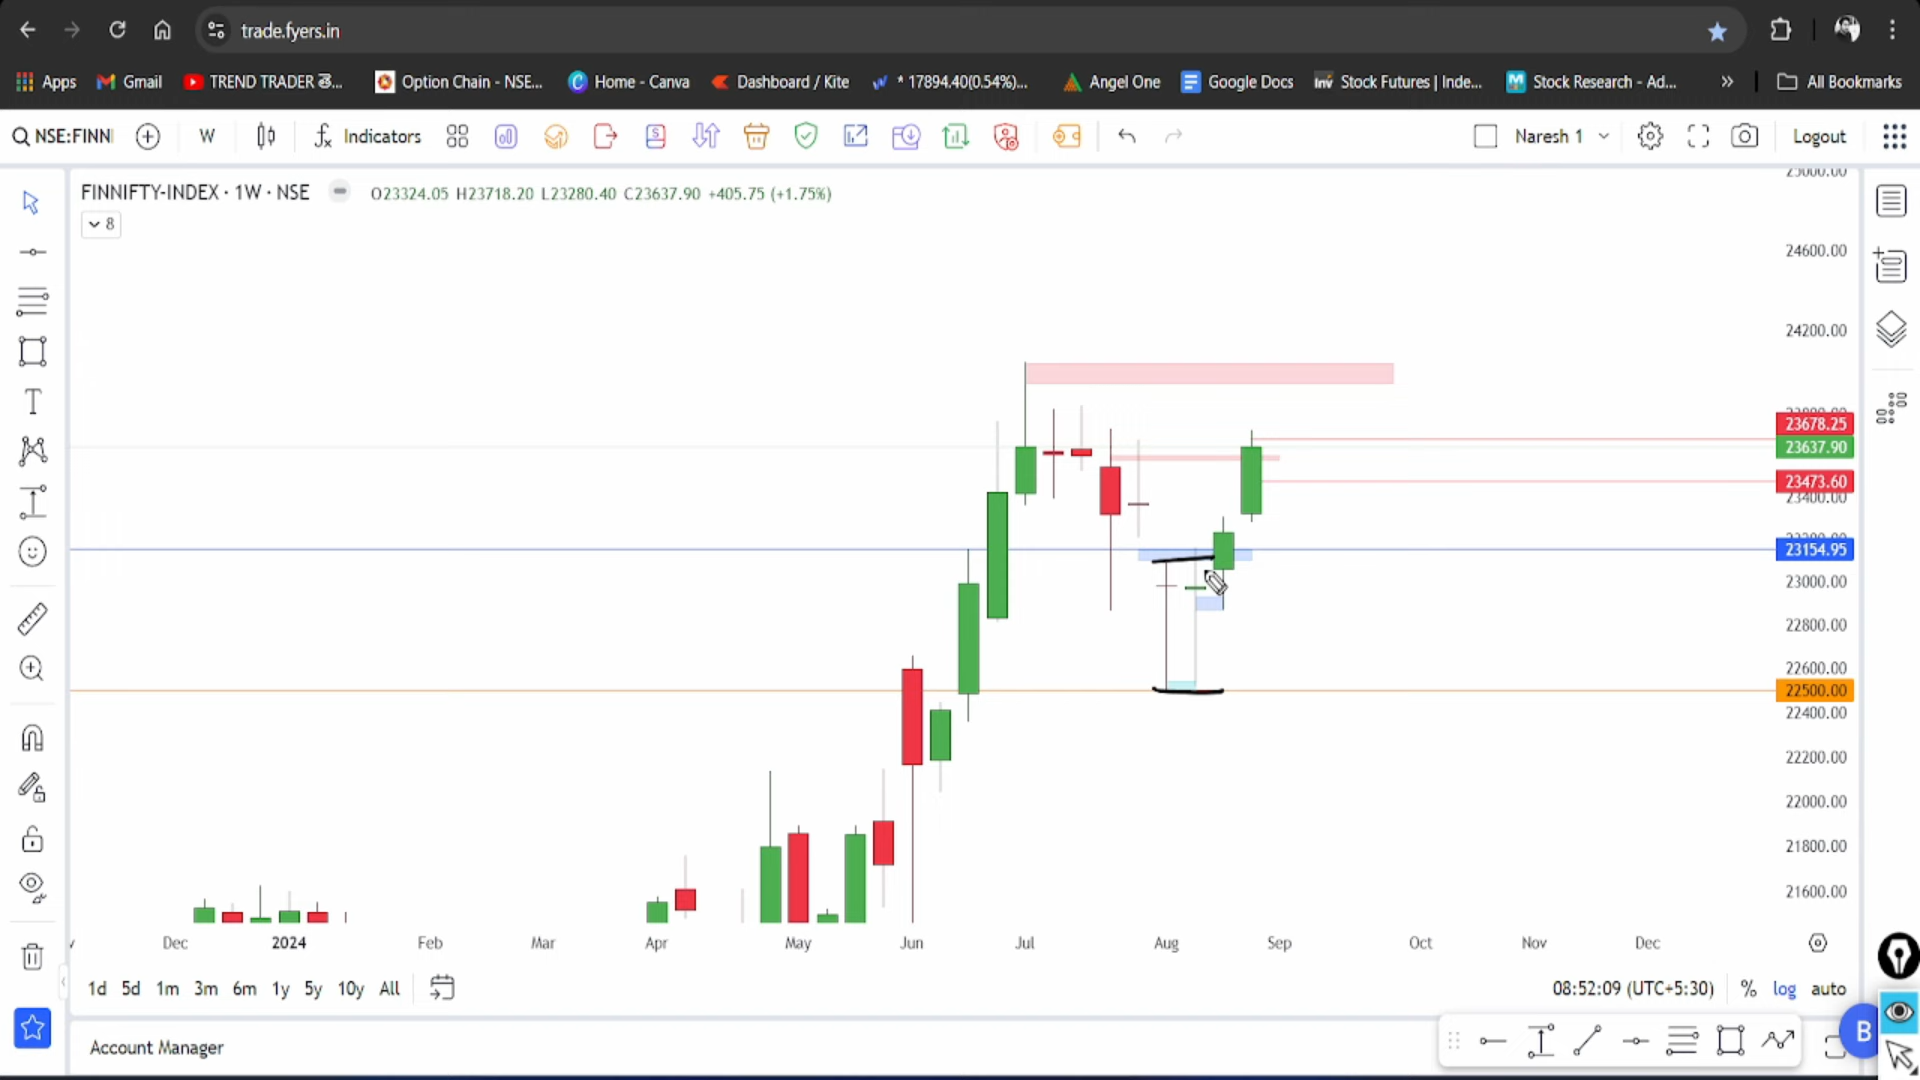 trade.fyers.in
Apps Gmail TREND TRADER తె... Option Chain - NSE... Home - Canva Dashboard / Kite * 17894.40(0.54%)... Angel One Google Docs Inv Stock Futures | Inde... Stock Research - Ad... » All Bookmarks
NSE:FINNI W Indicators Naresh 1 Logout
FINNIFTY-INDEX · 1W · NSE O23324.05 H23718.20 L23280.40 C23637.90 +405.75 (+1.75%)
8
25000.00
24600.00
24200.00
23678.25
23637.90
23473.60
23400.00
23154.95
23000.00
22800.00
22600.00
22500.00
22400.00
22200.00
22000.00
21800.00
21600.00
Dec 2024 Feb Mar Apr May Jun Jul Aug Sep Oct Nov Dec
1d 5d 1m 3m 6m 1y 5y 10y All 08:52:09 (UTC+5:30) % log auto
Account Manager
B